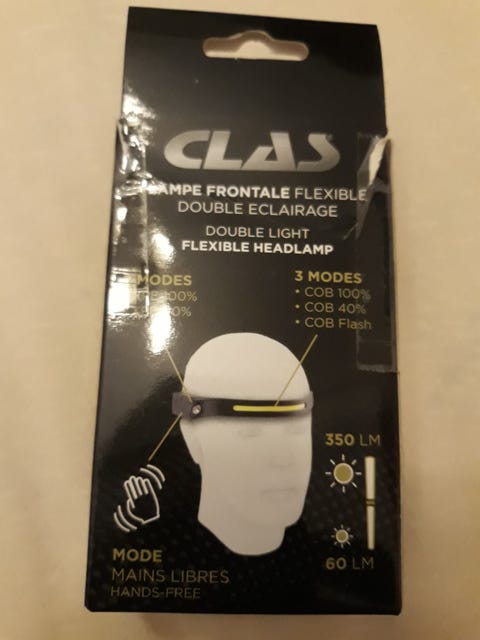 CLAS
LAMPE FRONTALE FLEXIBLE
DOUBLE ECLAIRAGE
DOUBLE LIGHT
FLEXIBLE HEADLAMP
MODES
3 MODES
• COB 100%
• COB 40%
• COB Flash
350 LM
60 LM
MODE
MAINS LIBRES
HANDS-FREE